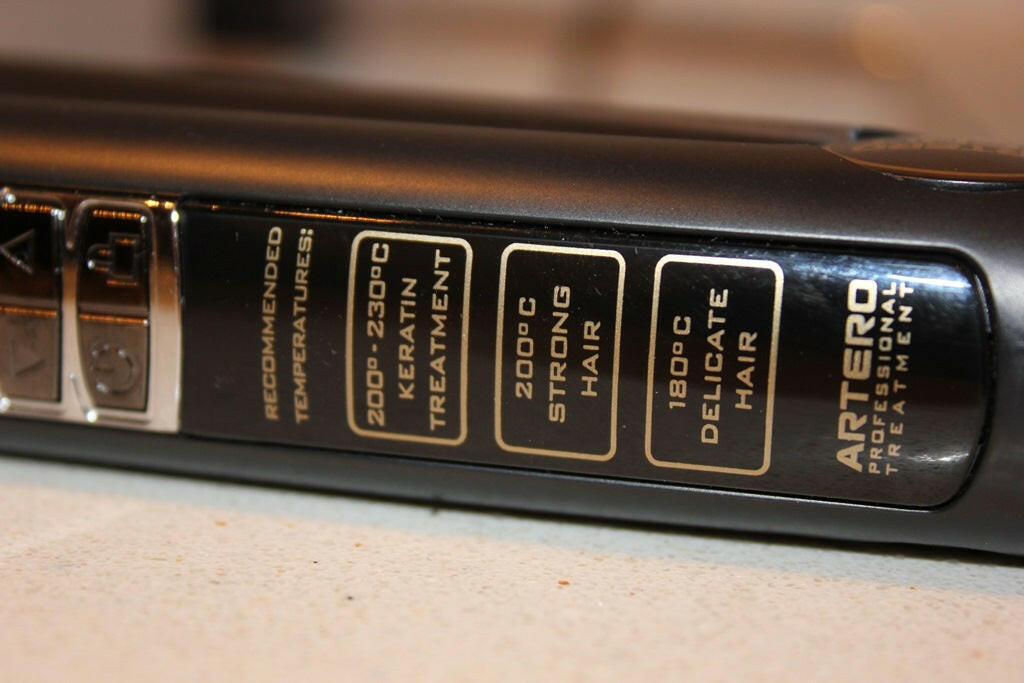 RECOMMENDED
TEMPERATURES:
200º-230ºC
KERATIN
TREATMENT
200ºC
STRONG
HAIR
180ºC
DELICATE
HAIR
ARTERO
PROFESSIONAL
TREATMENT